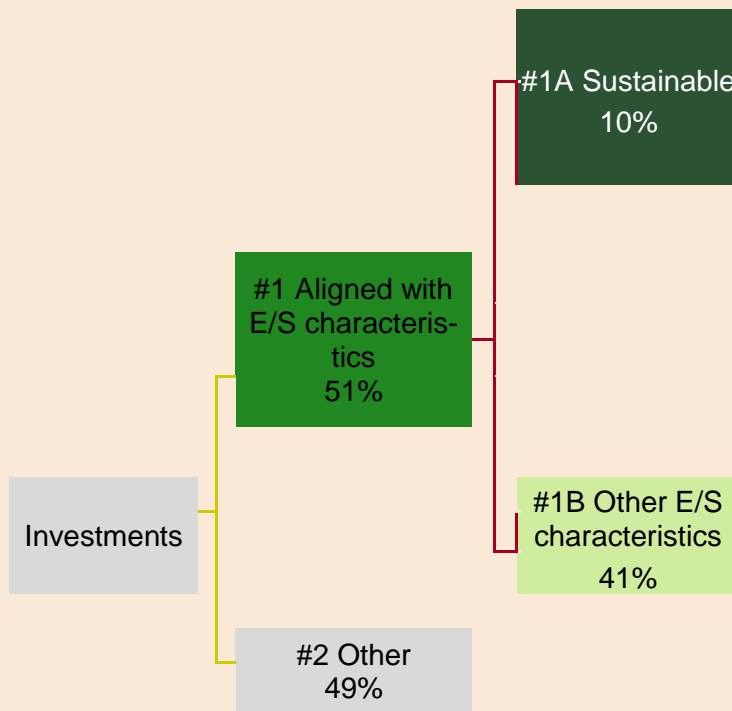 #1A Sustainable
10%
#1 Aligned with
E/S characteris-
tics
51%
Investments
#1B Other E/S
characteristics
41%
#2 Other
49%